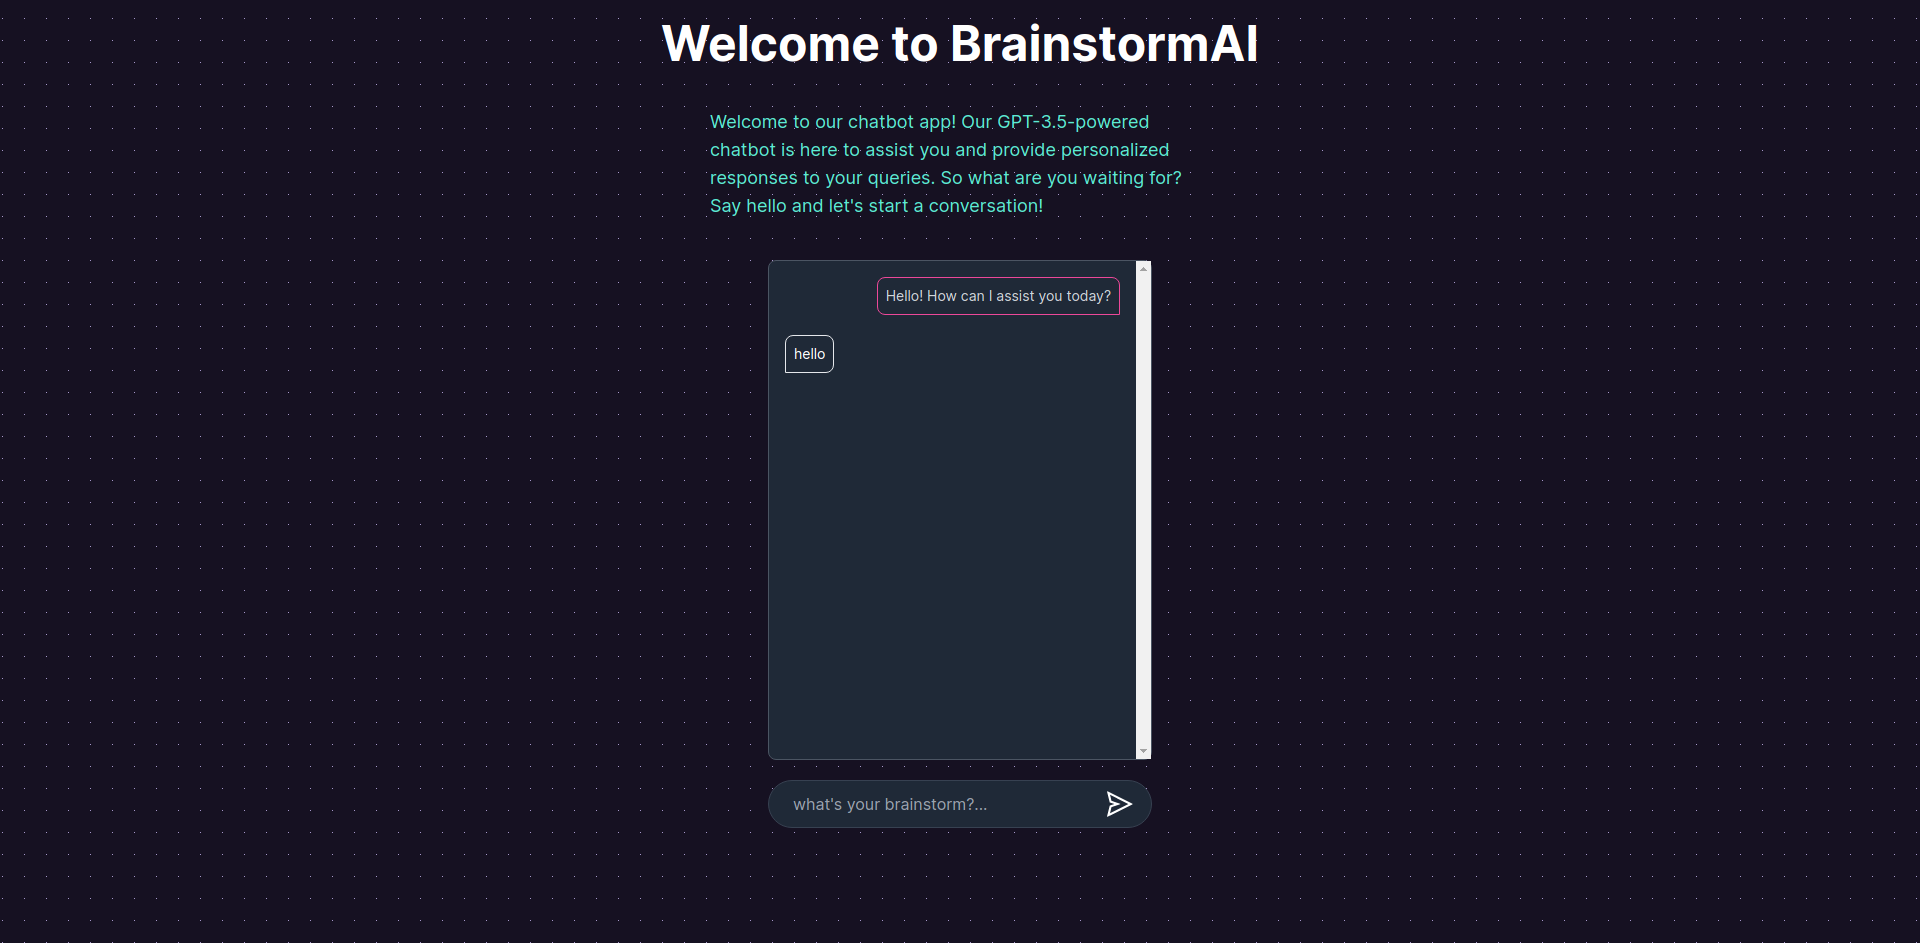 Welcome to BrainstormAI
Welcome to our chatbot app! Our GPT-3.5-powered
chatbot is here to assist you and provide personalized
responses to your queries. So what are you waiting for?
Say hello and let's start a conversation!
Hello! How can I assist you today?
hello
what's your brainstorm?...